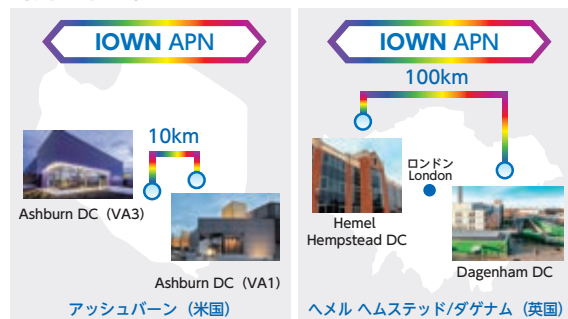 IOWN APN
10km
Ashburn DC（VA3）
Ashburn DC（VA1）
アッシュバーン（米国）
IOWN APN
100km
ロンドン
London
Hemel
Hempstead DC
Dagenham DC
ヘメル ヘムステッド/ダゲナム（英国）